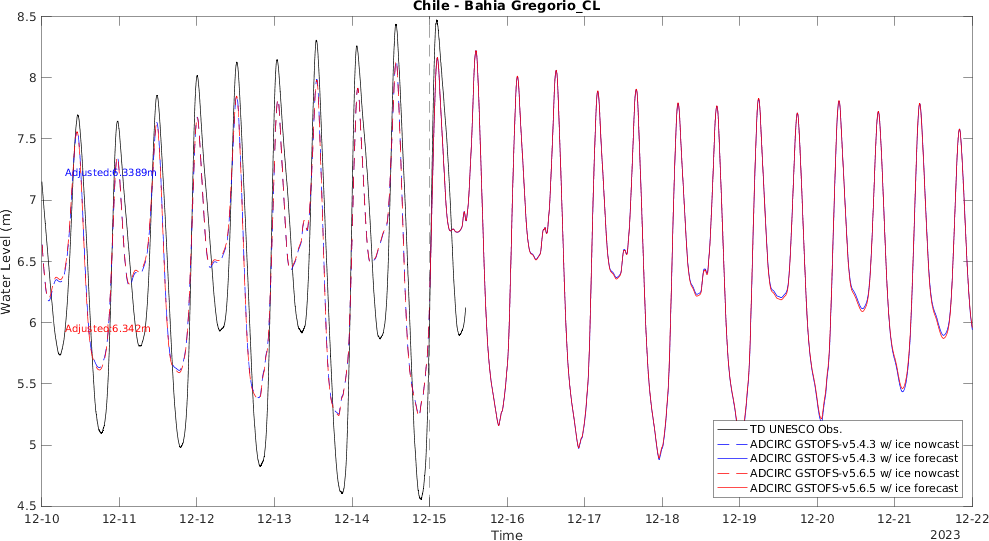 Chile - Bahia Gregorio_CL
8.5
8
7.5
7
6.5
6
5.5
5
4.5
Water Level (m)
Adjusted:6.3389m
Adjusted:6.342m
TD UNESCO Obs.
ADCIRC GSTOFS-v5.4.3 w/ ice nowcast
ADCIRC GSTOFS-v5.4.3 w/ ice forecast
ADCIRC GSTOFS-v5.6.5 w/ ice nowcast
ADCIRC GSTOFS-v5.6.5 w/ ice forecast
12-10 12-11 12-12 12-13 12-14 12-15 12-16 12-17 12-18 12-19 12-20 12-21 12-22
Time
2023